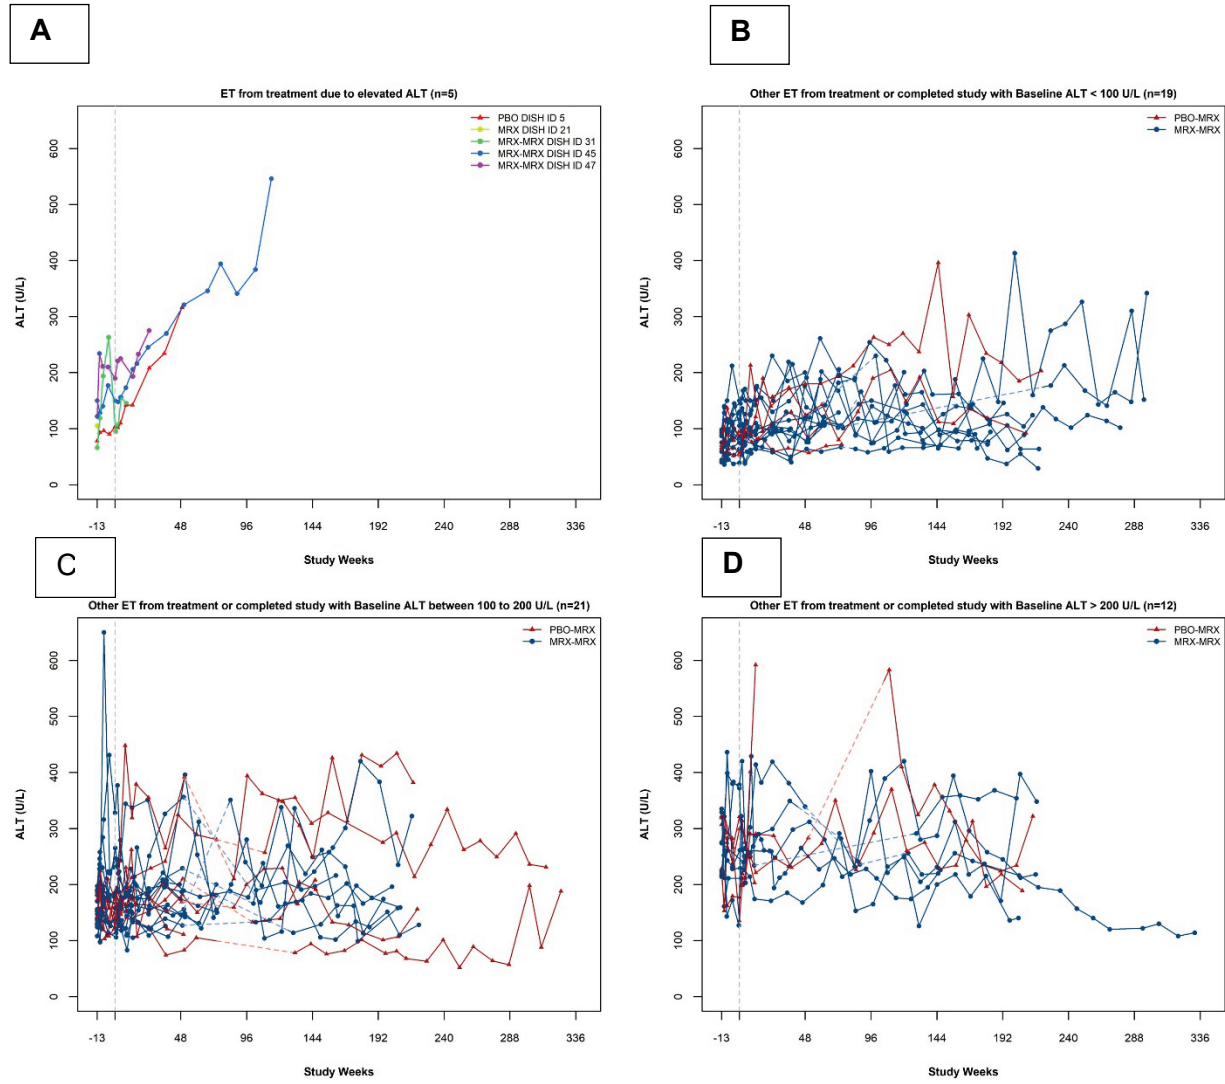 A
ET from treatment due to elevated ALT (n=5)
PBO DISH ID 5
MRX DISH ID 21
MRX-MRX DISH ID 31
MRX-MRX DISH ID 45
MRX-MRX DISH ID 47
600
500
400
300
200
100
0
ALT (U/L)
-13 48 96 144 192 240 288 336
Study Weeks
B
Other ET from treatment or completed study with Baseline ALT < 100 U/L (n=19)
PBO-MRX
MRX-MRX
600
500
400
300
200
100
0
ALT (U/L)
-13 48 96 144 192 240 288 336
Study Weeks
C
Other ET from treatment or completed study with Baseline ALT between 100 to 200 U/L (n=21)
PBO-MRX
MRX-MRX
600
500
400
300
200
100
0
ALT (U/L)
-13 48 96 144 192 240 288 336
Study Weeks
D
Other ET from treatment or completed study with Baseline ALT > 200 U/L (n=12)
PBO-MRX
MRX-MRX
600
500
400
300
200
100
0
ALT (U/L)
-13 48 96 144 192 240 288 336
Study Weeks